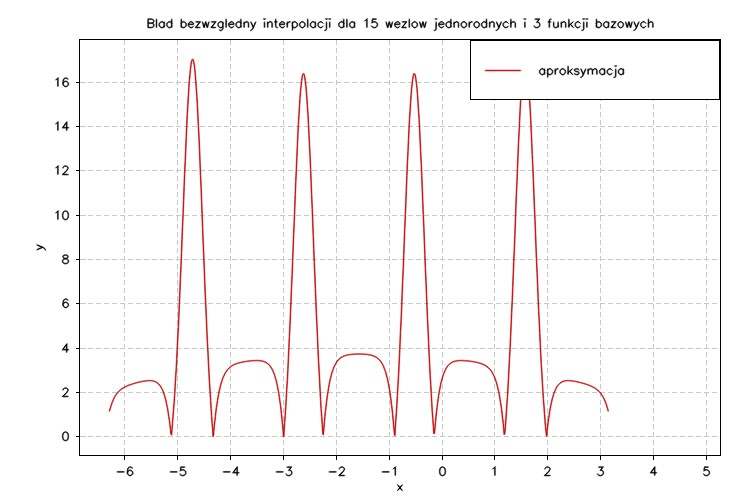 Blad bezwzgledny interpolacji dla 15 wezlow jednorodnych i 3 funkcji bazowych
aproksymacja
16
14
12
10
y
8
6
4
2
0
−6 −5 −4 −3 −2 −1 0 1 2 3 4 5
x